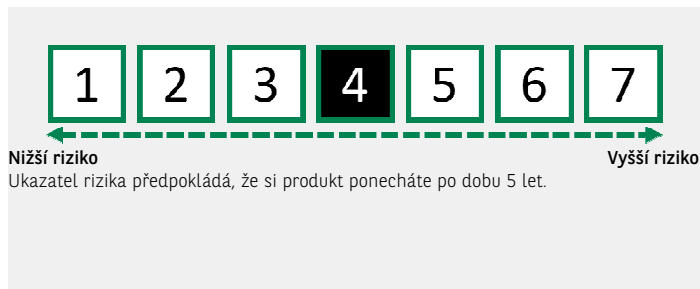 1 2 3 4 5 6 7
Nižší riziko Vyšší riziko
Ukazatel rizika předpokládá, že si produkt ponecháte po dobu 5 let.